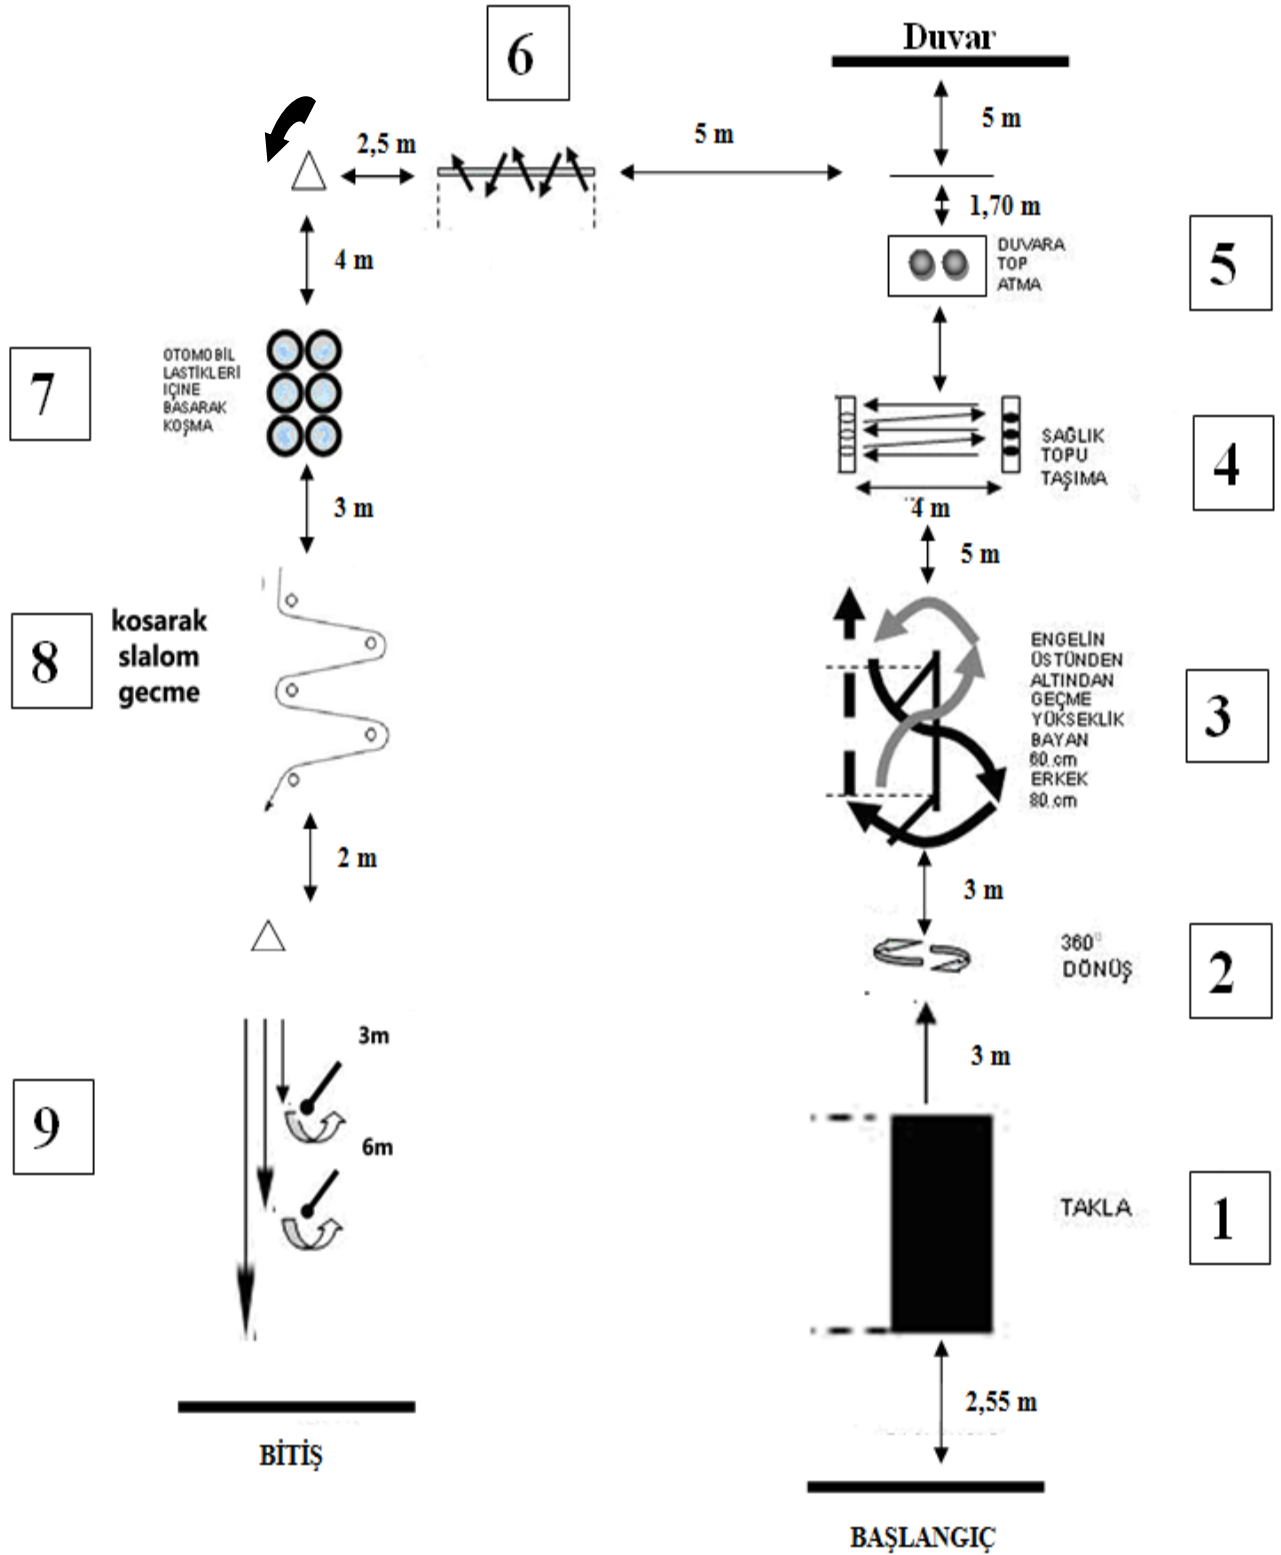 6
Duvar
5 m
2,5 m
5 m
1,70 m
DUVARA
TOP
ATMA
5
4 m
7
OTOMOBİL
LASTİKLERİ
IÇINE
BASARAK
KOŞMA
SAĞLIK
TOPU
TAŞIMA
4
4 m
3 m
5 m
8
kosarak
slalom
gecme
ENGELİN
ÜSTÜNDEN
ALTINDAN
GEÇME
YÜKSEKLİK
BAYAN
60.cm
ERKEK
80.cm
3
2 m
3 m
360°
DÖNÜŞ
2
3m
3 m
9
6m
TAKLA
1
2,55 m
BİTİŞ
BAŞLANGIÇ